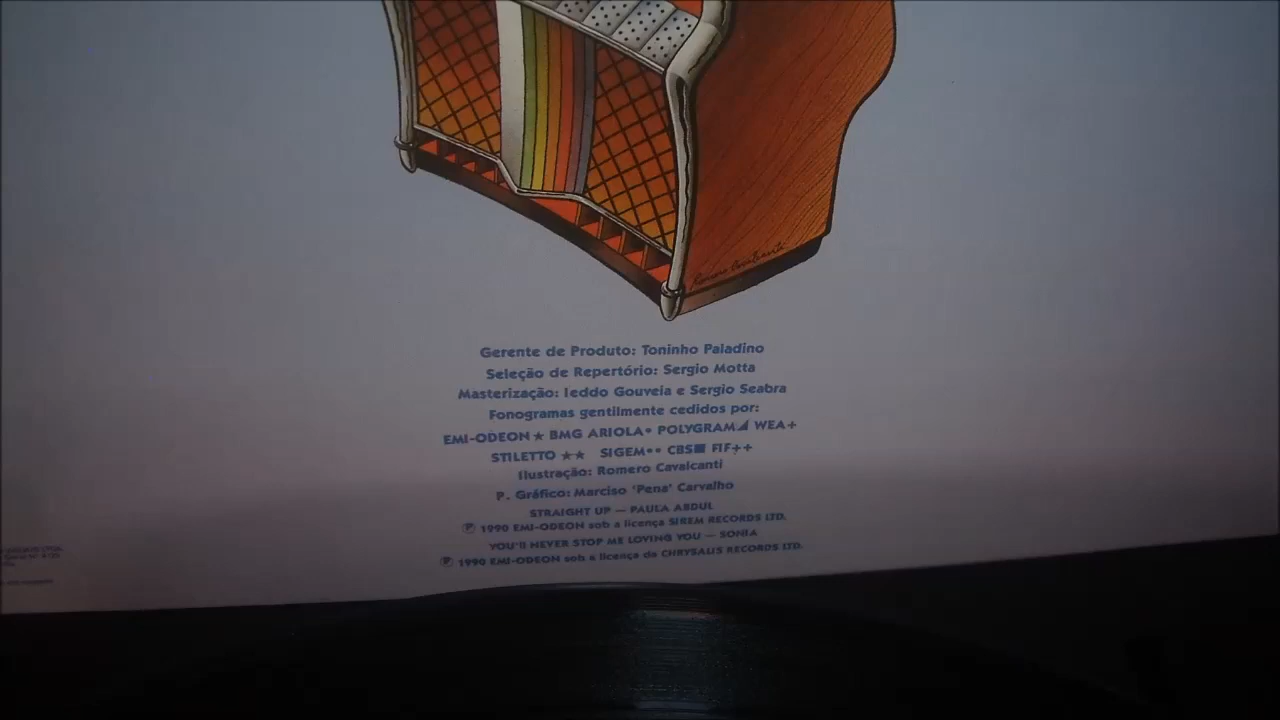 Gerente de Produto: Toninho Paladino
Seleção de Repertório: Sergio Motta
Masterização: Ieddo Gouveia e Sergio Seabra
Fonogramas gentilmente cedidos por:
EMI-ODEON ★ BMG ARIOLA• POLYGRAM◢ WEA+
STILETTO ★★ SIGEM•• CBS■ FIF++
Ilustração: Romero Cavalcanti
P. Gráfico: Marciso 'Pena' Carvalho
STRAIGHT UP — PAULA ABDUL
℗ 1990 EMI-ODEON sob a licença SIREM RECORDS LTD.
YOU'll NEVER STOP ME LOVING YOU — SONIA
℗ 1990 EMI-ODEON sob a licença da CHRYSALIS RECORDS LTD.